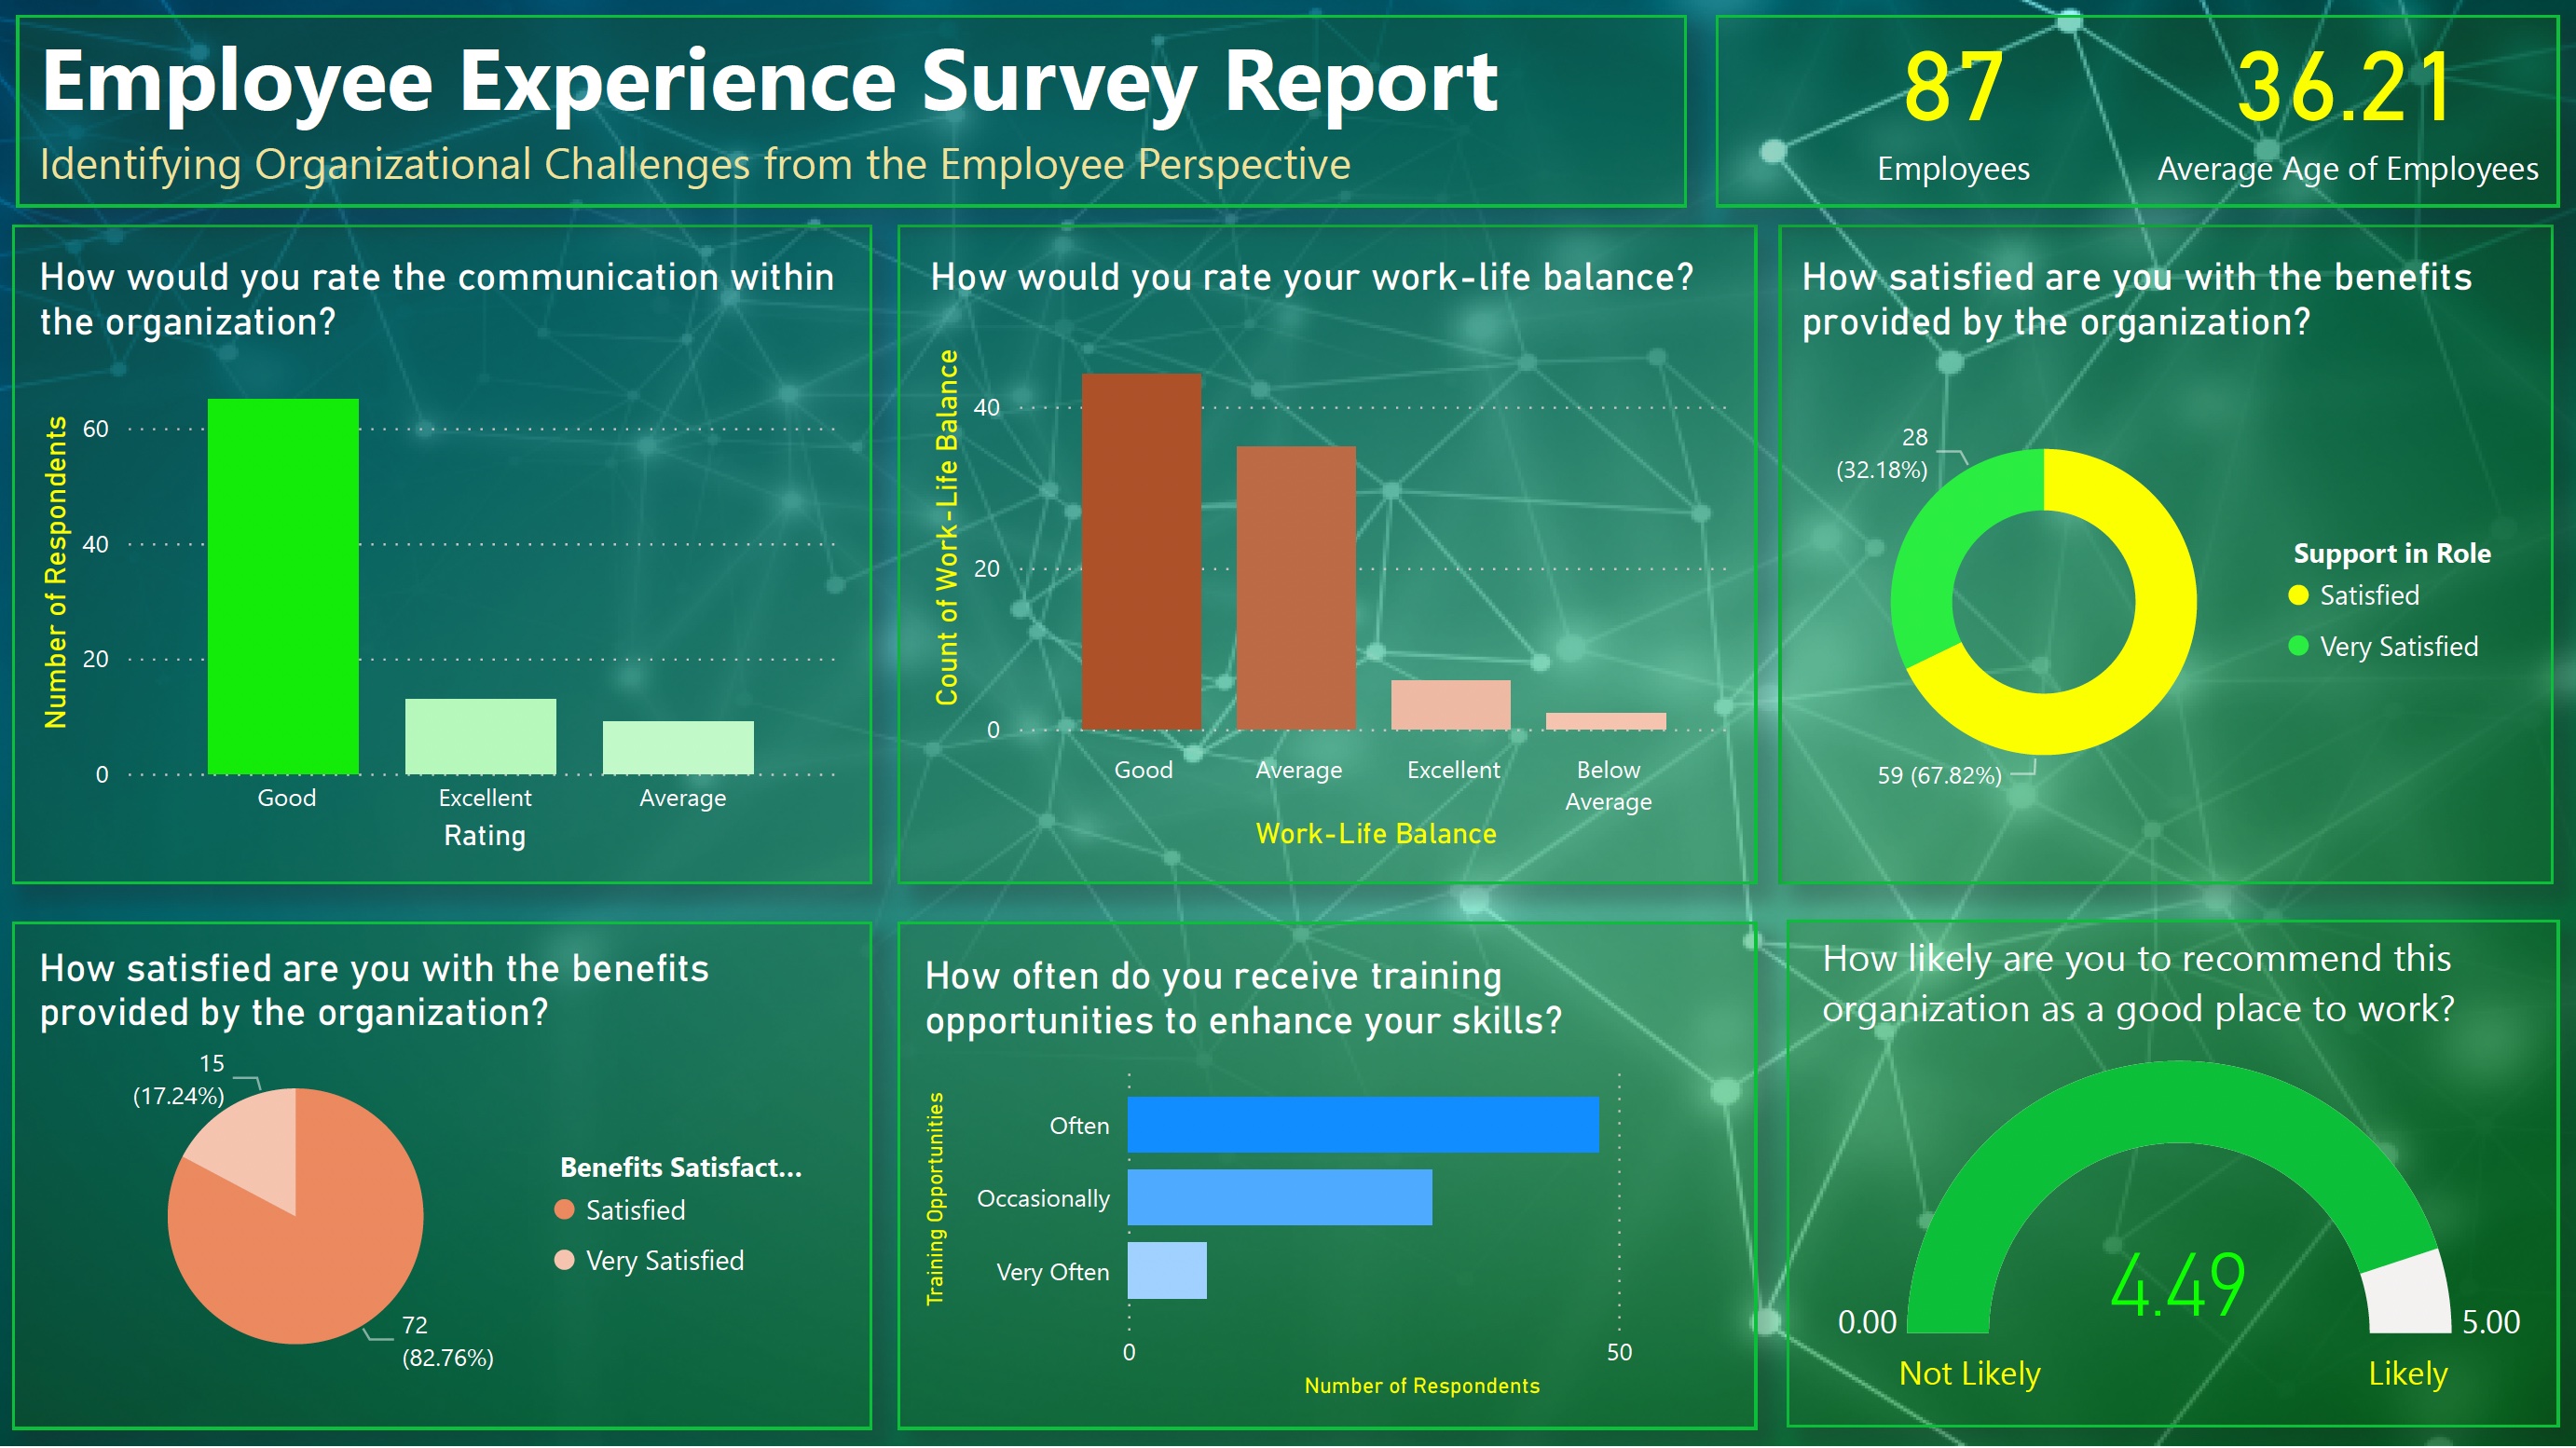 Employee Experience Survey Report
Identifying Organizational Challenges from the Employee Perspective
87
Employees
36.21
Average Age of Employees
How would you rate the communication within
the organization?
Number of Respondents
60
40
20
0
Good
Excellent
Average
Rating
How would you rate your work-life balance?
Count of Work-Life Balance
40
20
0
Good
Average
Excellent
Below
Average
Work-Life Balance
How satisfied are you with the benefits
provided by the organization?
28
(32.18%)
59 (67.82%)
Support in Role
Satisfied
Very Satisfied
How satisfied are you with the benefits
provided by the organization?
15
(17.24%)
72
(82.76%)
Benefits Satisfact...
Satisfied
Very Satisfied
How often do you receive training
opportunities to enhance your skills?
Training Opportunities
Often
Occasionally
Very Often
0
50
Number of Respondents
How likely are you to recommend this
organization as a good place to work?
4.49
0.00
5.00
Not Likely
Likely